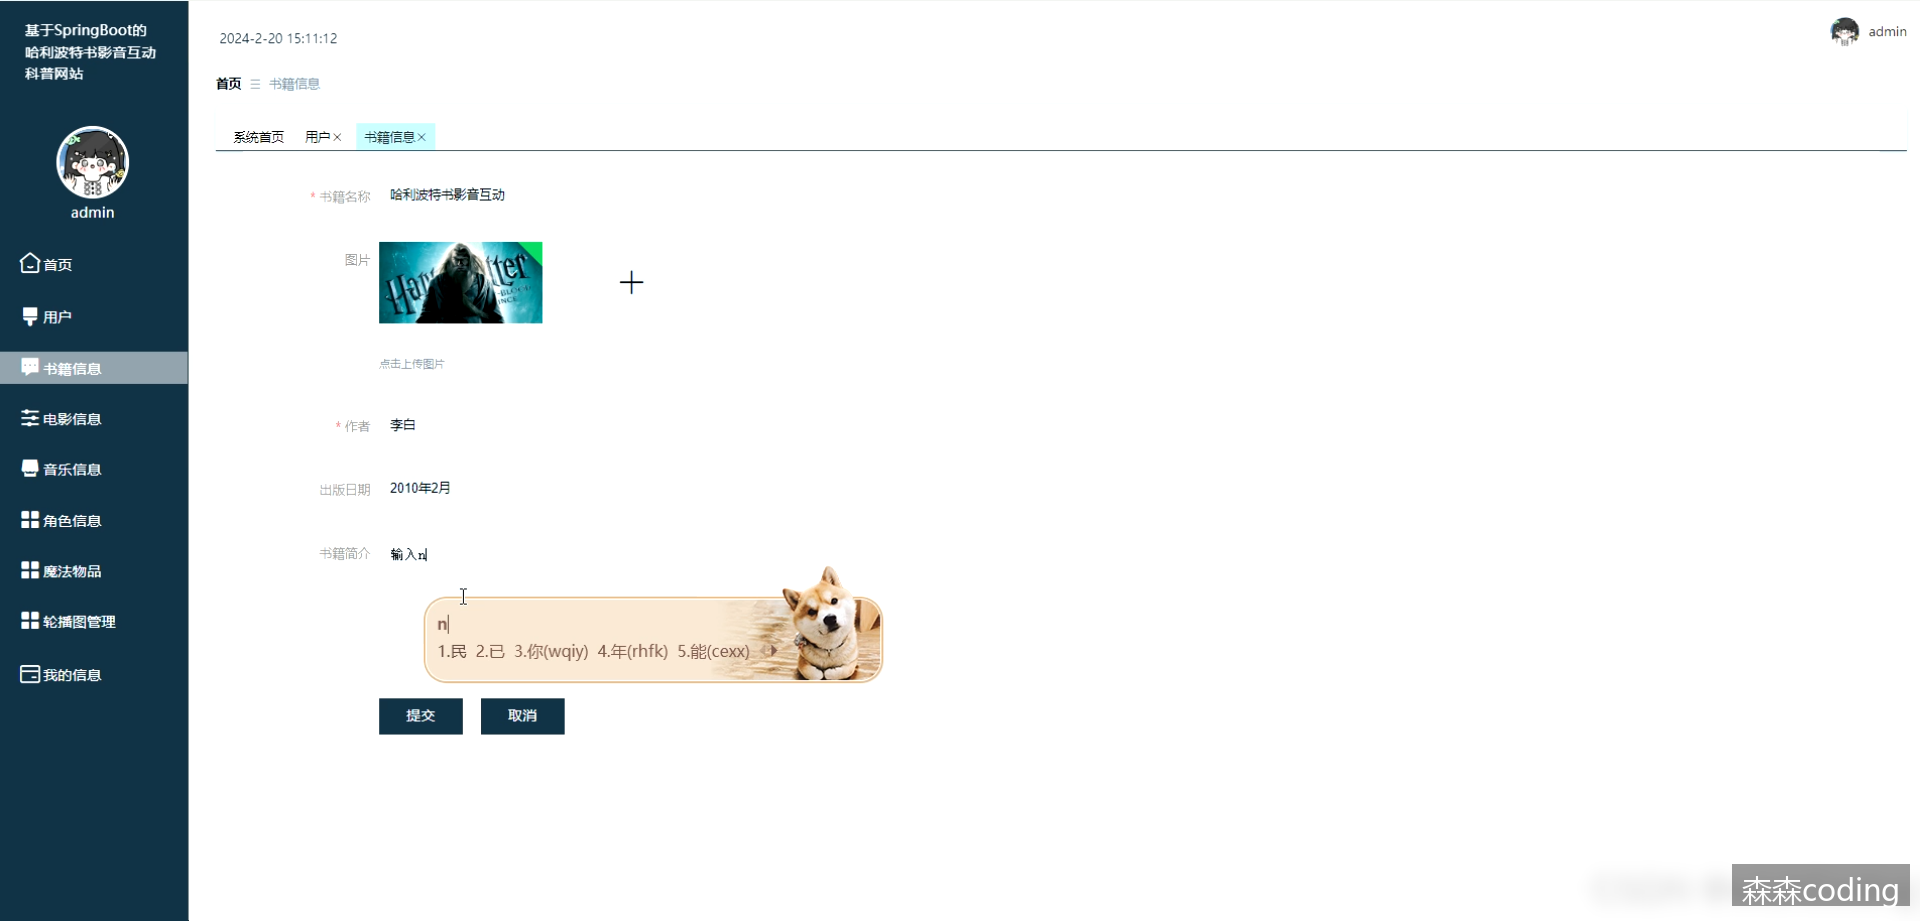 基于SpringBoot的
哈利波特书影音互动
科普网站
admin
首页
用户
书籍信息
电影信息
音乐信息
角色信息
魔法物品
轮播图管理
我的信息
2024-2-20 15:11:12
admin
首页 书籍信息
系统首页 用户 书籍信息
* 书籍名称 哈利波特书影音互动
图片
点击上传图片
* 作者 李白
出版日期 2010年2月
书籍简介 输入n
n
1.民 2.已 3.你(wqiy) 4.年(rhfk) 5.能(cexx)
提交 取消
森森coding